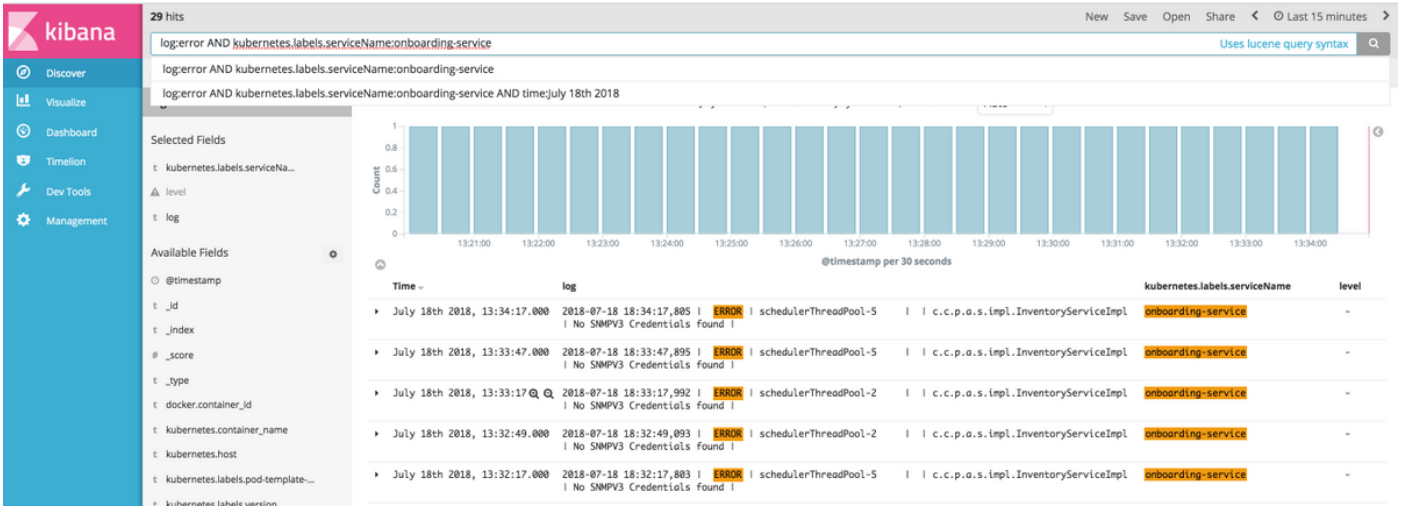 29 hits
New Save Open Share Last 15 minutes
kibana
log:error AND kubernetes.labels.serviceName:onboarding-service
Uses lucene query syntax
log:error AND kubernetes.labels.serviceName:onboarding-service
log:error AND kubernetes.labels.serviceName:onboarding-service AND time:July 18th 2018
Discover
Visualize
Dashboard
Timelion
Dev Tools
Management
Selected Fields
t kubernetes.labels.serviceNa...
level
t log
Available Fields
@timestamp
t _id
t _index
# _score
t _type
t docker.container_id
t kubernetes.container_name
t kubernetes.host
t kubernetes.labels.pod-template-...
t kubernetes.labels.version
Count
1
0.8
0.6
0.4
0.2
0
13:21:00 13:22:00 13:23:00 13:24:00 13:25:00 13:26:00 13:27:00 13:28:00 13:29:00 13:30:00 13:31:00 13:32:00 13:33:00 13:34:00
@timestamp per 30 seconds
Time log kubernetes.labels.serviceName level
July 18th 2018, 13:34:17.000 2018-07-18 18:34:17,805 | ERROR | schedulerThreadPool-5 | | c.c.p.a.s.impl.InventoryServiceImpl onboarding-service -
| No SNMPV3 Credentials found |
July 18th 2018, 13:33:47.000 2018-07-18 18:33:47,895 | ERROR | schedulerThreadPool-5 | | c.c.p.a.s.impl.InventoryServiceImpl onboarding-service -
| No SNMPV3 Credentials found |
July 18th 2018, 13:33:17 2018-07-18 18:33:17,992 | ERROR | schedulerThreadPool-2 | | c.c.p.a.s.impl.InventoryServiceImpl onboarding-service -
| No SNMPV3 Credentials found |
July 18th 2018, 13:32:49.000 2018-07-18 18:32:49,093 | ERROR | schedulerThreadPool-2 | | c.c.p.a.s.impl.InventoryServiceImpl onboarding-service -
| No SNMPV3 Credentials found |
July 18th 2018, 13:32:17.000 2018-07-18 18:32:17,803 | ERROR | schedulerThreadPool-5 | | c.c.p.a.s.impl.InventoryServiceImpl onboarding-service -
| No SNMPV3 Credentials found |